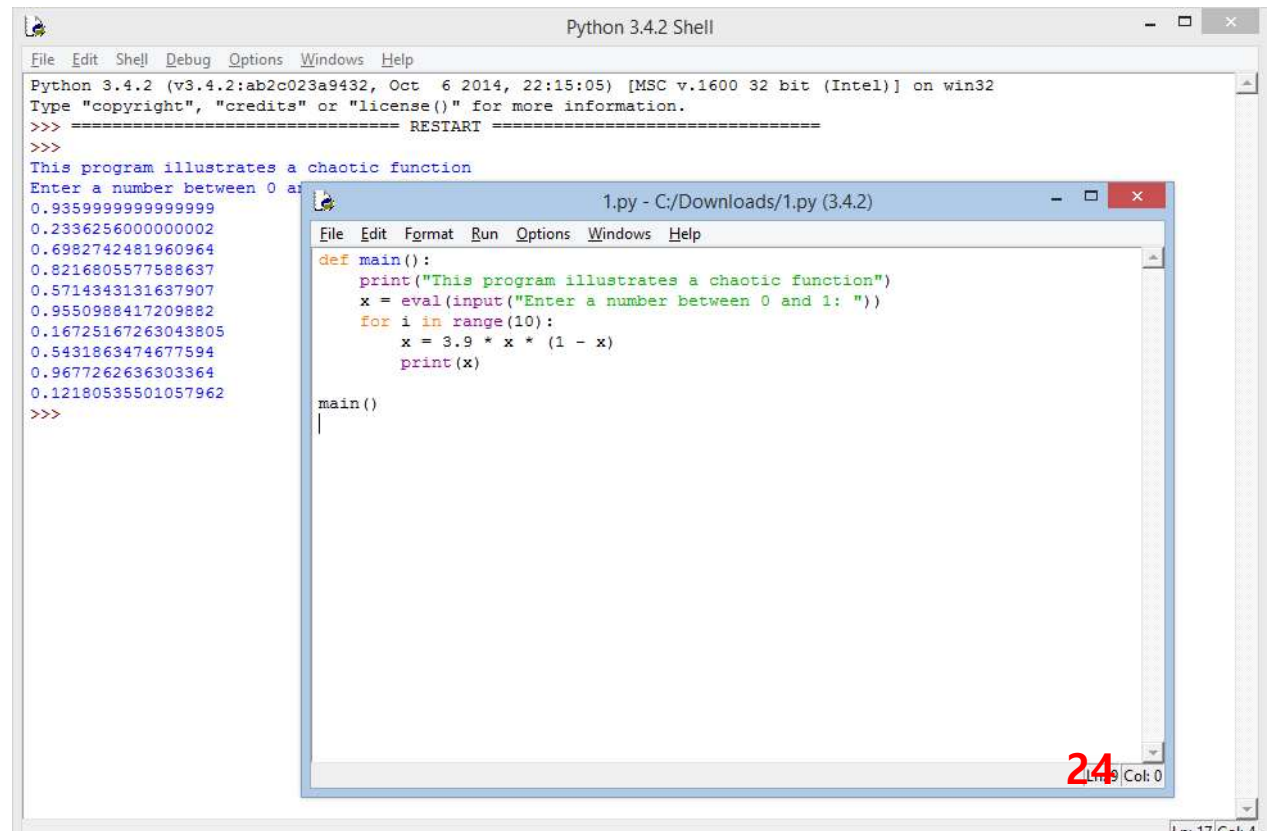 Python 3.4.2 Shell
File Edit Shell Debug Options Windows Help
Python 3.4.2 (v3.4.2:ab2c023a9432, Oct  6 2014, 22:15:05) [MSC v.1600 32 bit (Intel)] on win32
Type "copyright", "credits" or "license()" for more information.
>>> ================================ RESTART ================================
>>>
This program illustrates a chaotic function
Enter a number between 0
0.9359999999999999
0.2336256000000002
0.6982742481960964
0.8216805577588637
0.5714343131637907
0.9550988417209882
0.16725167263043805
0.5431863474677594
0.9677262636303364
0.12180535501057962
>>>
1.py - C:/Downloads/1.py (3.4.2)
File Edit Format Run Options Windows Help
def main():
    print("This program illustrates a chaotic function")
    x = eval(input("Enter a number between 0 and 1: "))
    for i in range(10):
        x = 3.9 * x * (1 - x)
        print(x)
main()
24
Col: 0